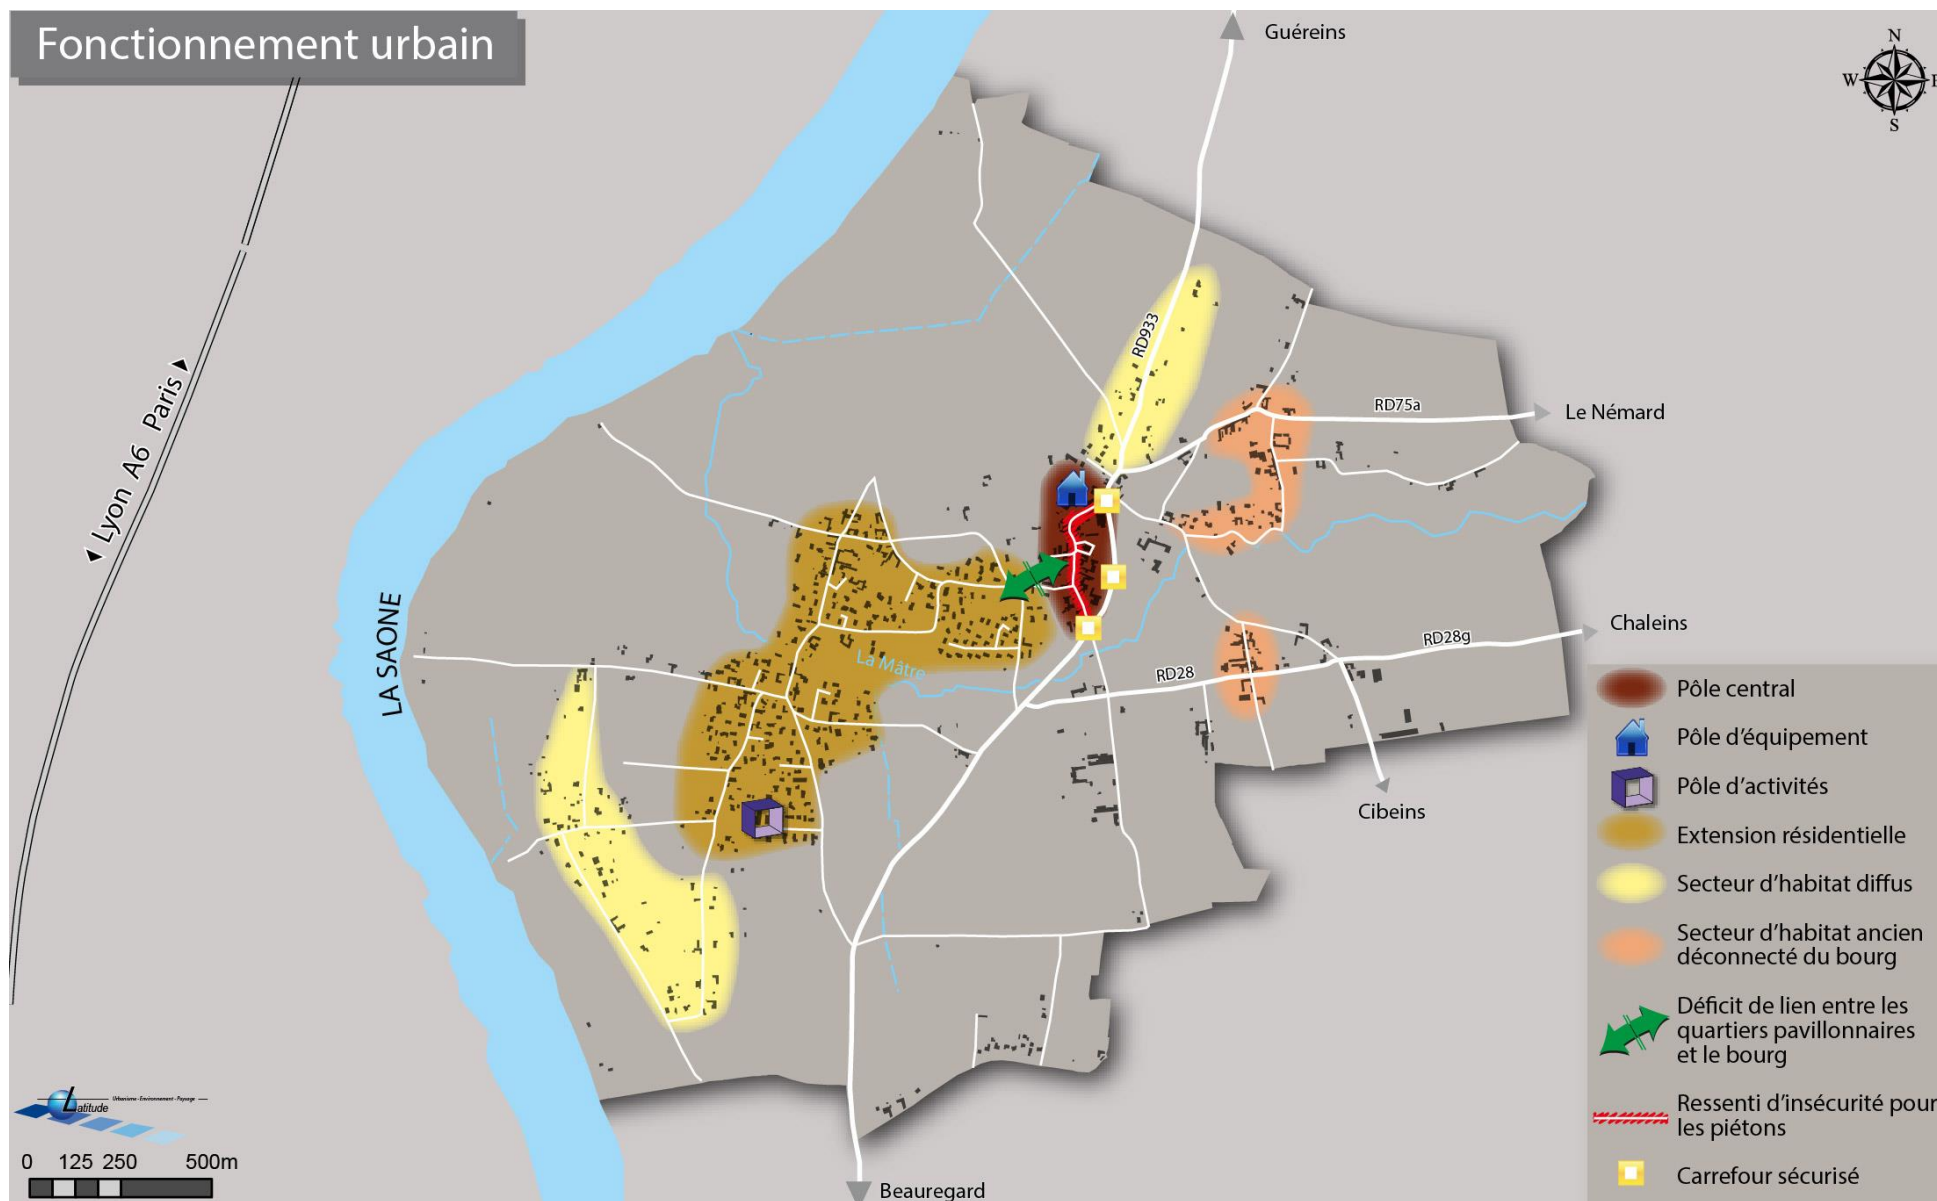 Fonctionnement urbain
Guéreins
N
W
E
S
RD933
Lyon A6 Paris
RD75a
Le Némard
LA SAONE
La Mâtre
RD28
RD28g
Chaleins
Cibeins
Pôle central
Pôle d'équipement
Pôle d'activités
Extension résidentielle
Secteur d'habitat diffus
Secteur d'habitat ancien
déconnecté du bourg
Déficit de lien entre les
quartiers pavillonnaires
et le bourg
Ressenti d'insécurité pour
les piétons
Carrefour sécurisé
Latitude
Urbanisme - Environnement - Paysage
0 125 250 500m
Beauregard